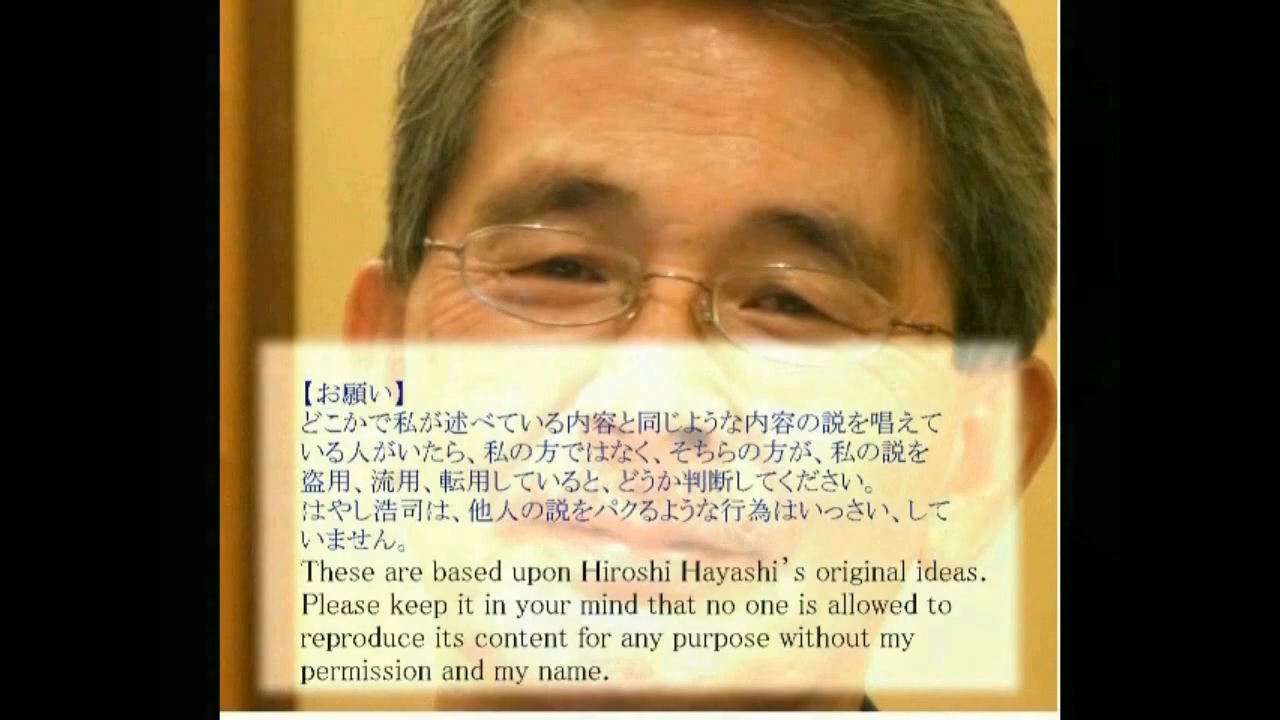 【お願い】
どこかで私が述べている内容と同じような内容の説を唱えて
いる人がいたら、私の方ではなく、そちらの方が、私の説を
盗用、流用、転用していると、どうか判断してください。
はやし浩司は、他人の説をパクるような行為はいっさい、して
いません。
These are based upon Hiroshi Hayashi's original ideas.
Please keep it in your mind that no one is allowed to
reproduce its content for any purpose without my
permission and my name.